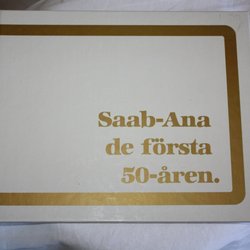 Saab-Ana
de första
50-åren.